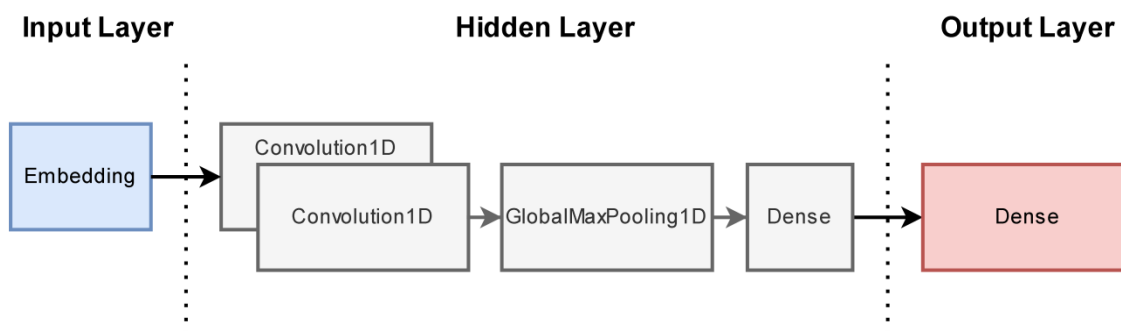 Input Layer
Hidden Layer
Output Layer
Embedding
Convolution1D
Convolution1D
GlobalMaxPooling1D
Dense
Dense